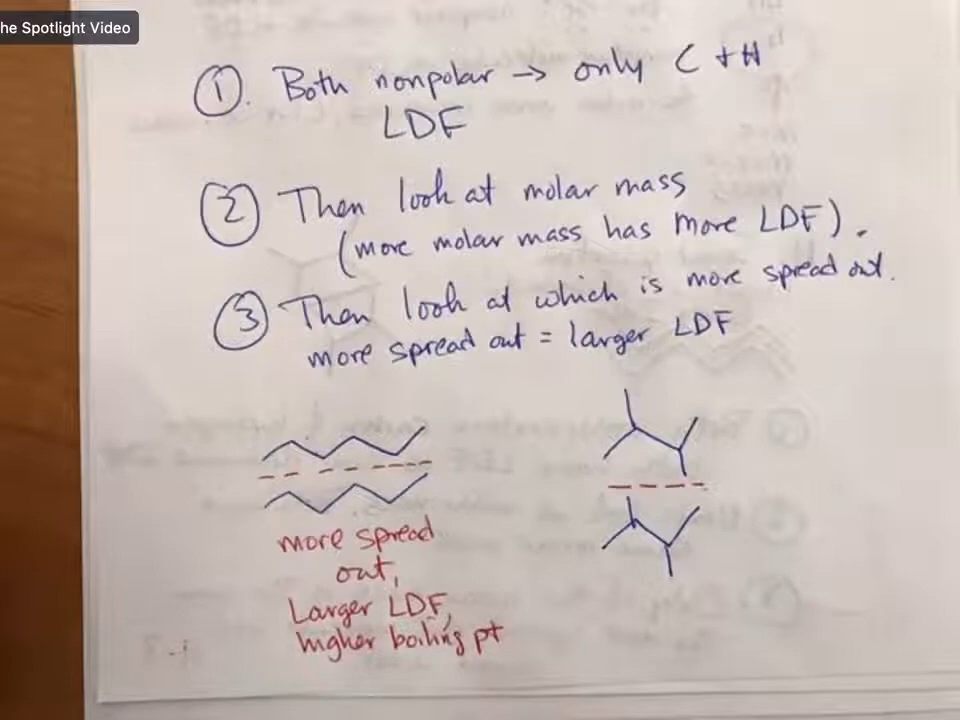 he Spotlight Video
①. Both nonpolar → only C + H
LDF
② Then look at molar mass
(more molar mass has more LDF).
③ Then look at which is more spread out.
more spread out = larger LDF
more spread
out,
Larger LDF,
higher boiling pt